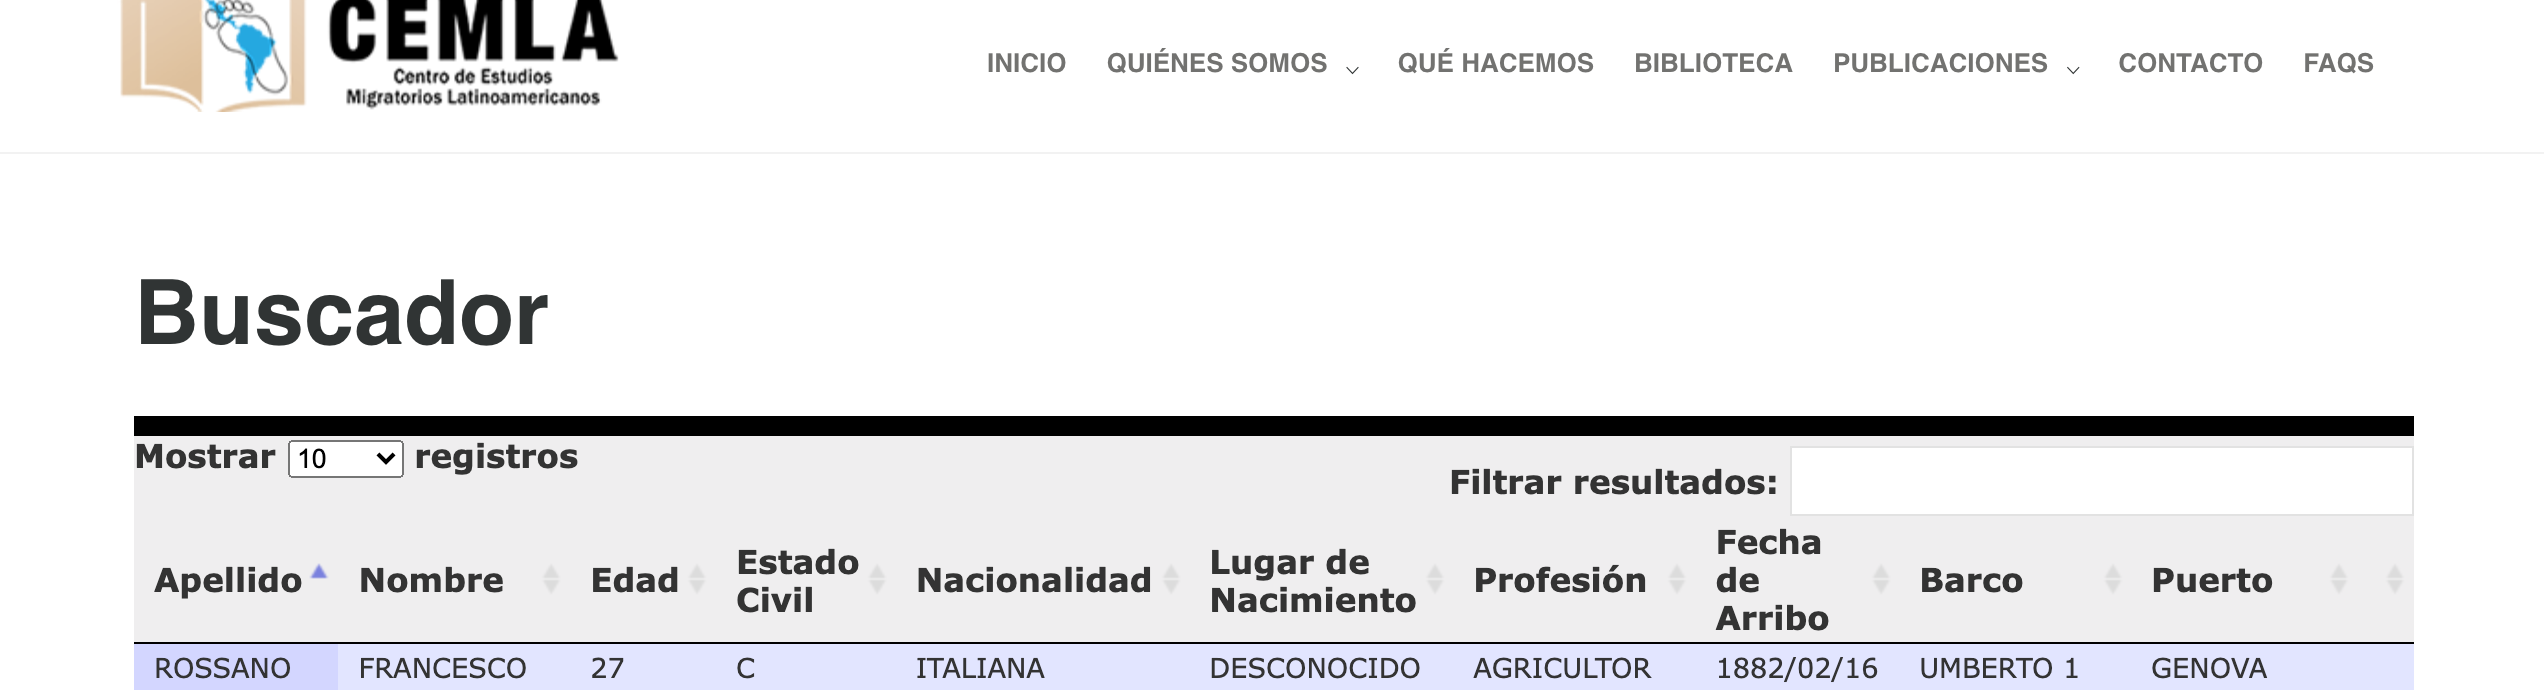 CEMLA
Centro de Estudios
Migratorios Latinoamericanos
INICIO QUIÉNES SOMOS QUÉ HACEMOS BIBLIOTECA PUBLICACIONES CONTACTO FAQS
Buscador
Mostrar 10 registros
Filtrar resultados:
Apellido Nombre Edad Estado Civil Nacionalidad Lugar de Nacimiento Profesión Fecha de Arribo Barco Puerto
ROSSANO FRANCESCO 27 C ITALIANA DESCONOCIDO AGRICULTOR 1882/02/16 UMBERTO 1 GENOVA